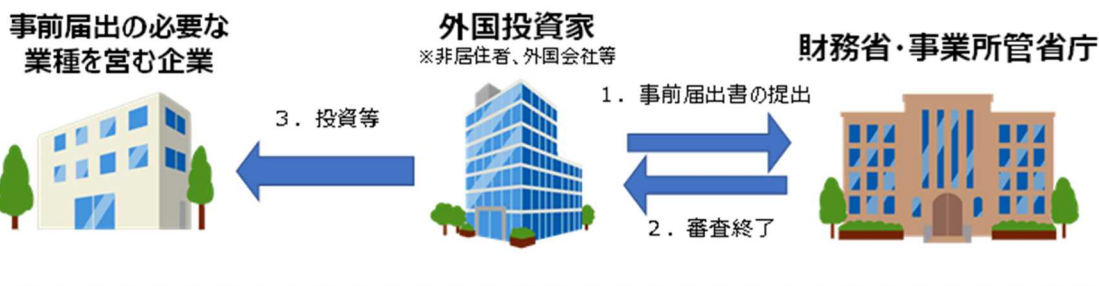 事前届出の必要な
業種を営む企業
3．投資等
外国投資家
※非居住者、外国会社等
1．事前届出書の提出
2．審査終了
財務省・事業所管省庁